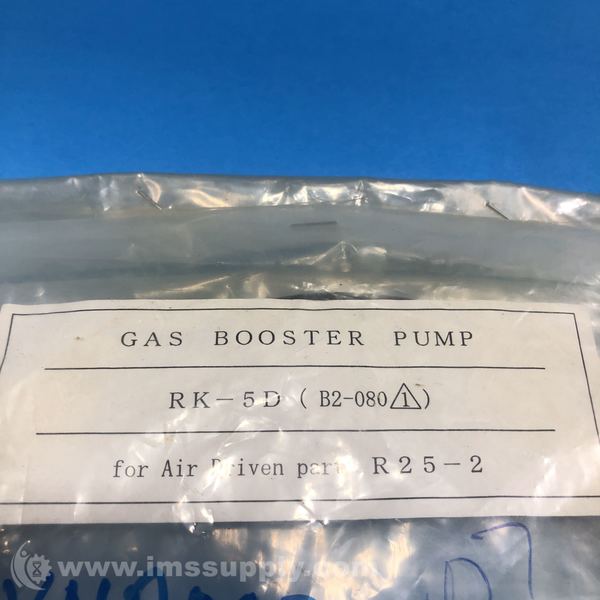 GAS BOOSTER PUMP
RK-5D (B2-080 1)
for Air Driven part R25-2
www.imssupply.com